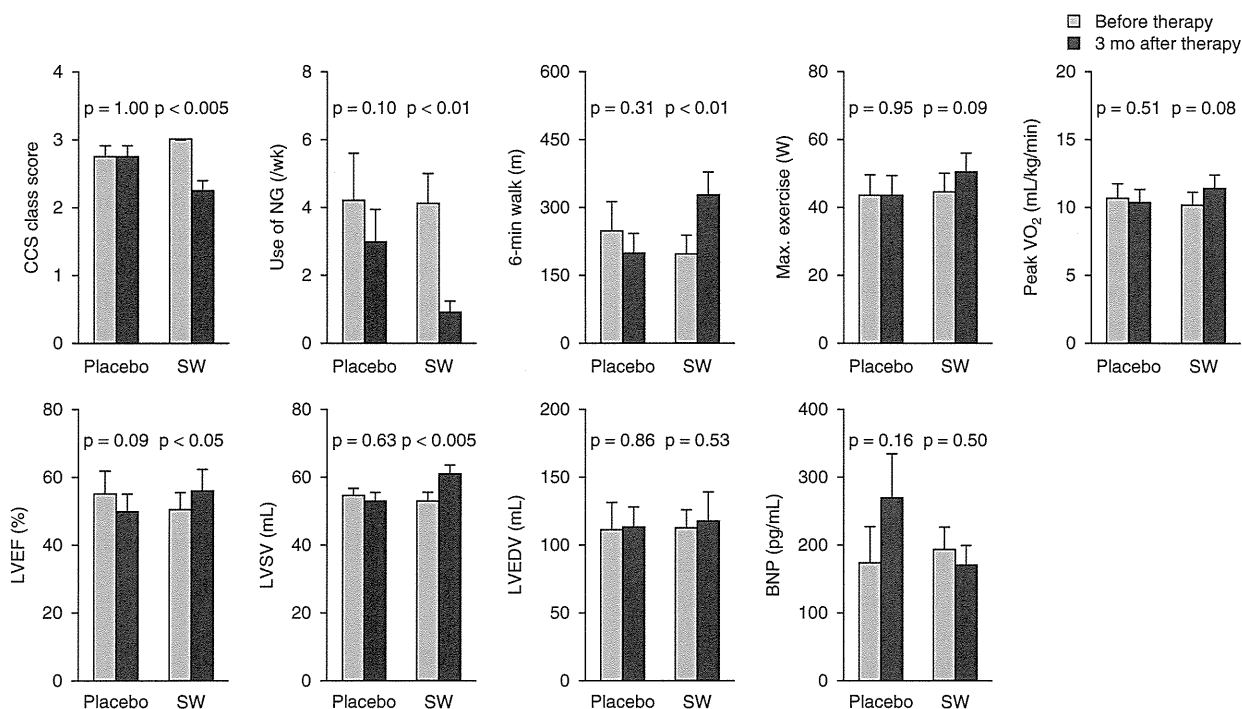 Before therapy
3 mo after therapy
CCS class score
4
3
2
1
0
p = 1.00 p < 0.005
Placebo SW
Use of NG (/wk)
8
6
4
2
0
p = 0.10 p < 0.01
Placebo SW
6-min walk (m)
600
450
300
150
0
p = 0.31 p < 0.01
Placebo SW
Max. exercise (W)
80
60
40
20
0
p = 0.95 p = 0.09
Placebo SW
Peak VO₂ (mL/kg/min)
20
15
10
5
0
p = 0.51 p = 0.08
Placebo SW
LVEF (%)
80
60
40
20
0
p = 0.09 p < 0.05
Placebo SW
LVSV (mL)
80
60
40
20
0
p = 0.63 p < 0.005
Placebo SW
LVEDV (mL)
200
150
100
50
0
p = 0.86 p = 0.53
Placebo SW
BNP (pg/mL)
400
300
200
100
0
p = 0.16 p = 0.50
Placebo SW